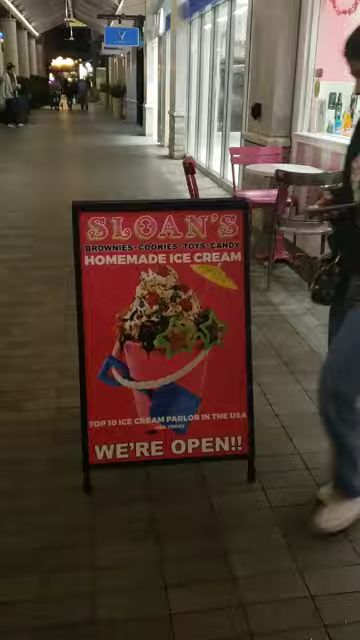 SLOAN'S
BROWNIES · COOKIES · TOYS · CANDY
HOMEMADE ICE CREAM
TOP 10 ICE CREAM PARLOR IN THE USA
USA TODAY
WE'RE OPEN!!